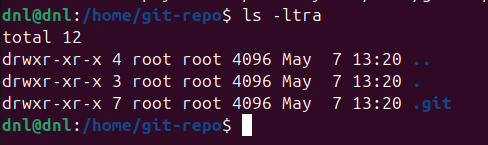 dnl@dnl:/home/git-repo$ ls -ltra
total 12
drwxr-xr-x 4 root root 4096 May  7 13:20 ..
drwxr-xr-x 3 root root 4096 May  7 13:20 .
drwxr-xr-x 7 root root 4096 May  7 13:20 .git
dnl@dnl:/home/git-repo$